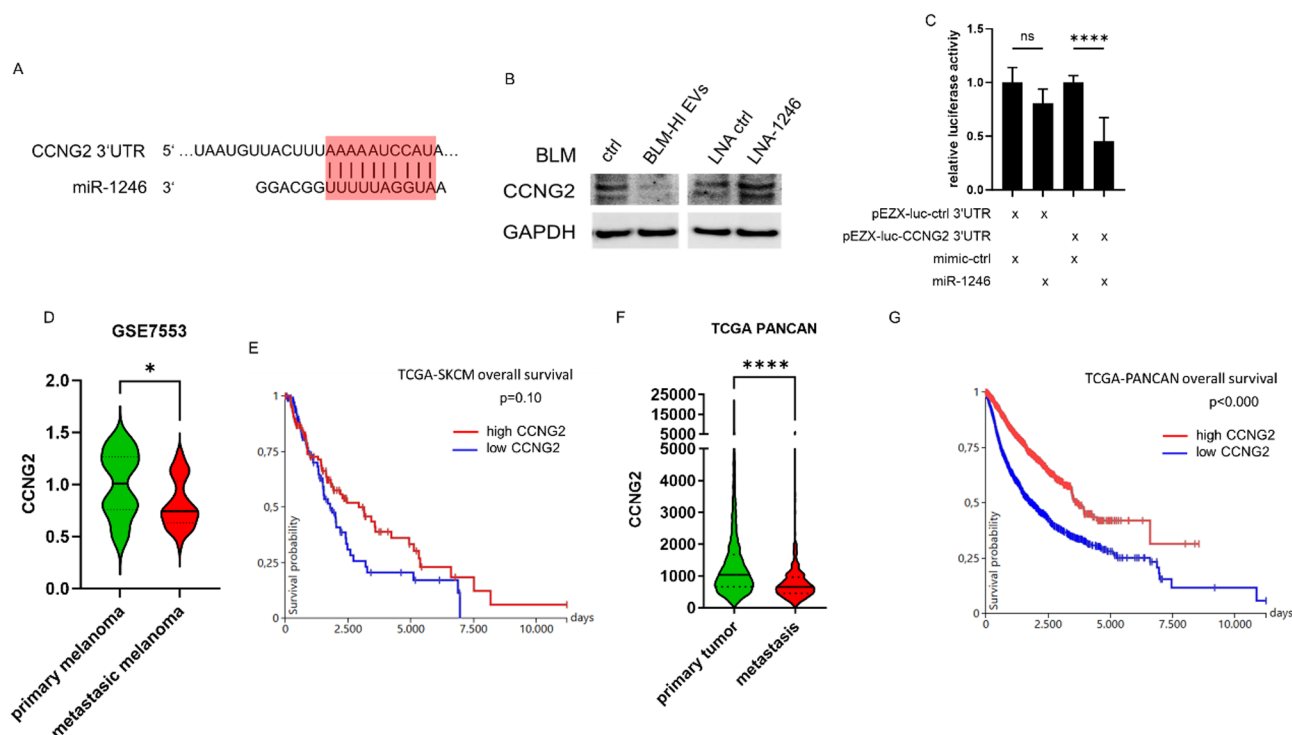 A
CCNG2 3'UTR 5' ...UAAUGUUACUUUAAAAAUCCAUA...
miR-1246 3' GGACGGUUUUUAGGUAA
B
ctrl
BLM-HI EVs
LNA ctrl
LNA-1246
BLM
CCNG2
GAPDH
C
relative luciferase activiy
1.5
1.0
0.5
0.0
ns
****
pEZX-luc-ctrl 3'UTR x x
pEZX-luc-CCNG2 3'UTR x x
mimic-ctrl x x
miR-1246 x x
D
GSE7553
CCNG2
2.0
1.5
1.0
0.5
0.0
*
primary melanoma
metastasic melanoma
E
TCGA-SKCM overall survival
p=0.10
high CCNG2
low CCNG2
Survival probability
1
0,75
0,5
0,25
0
0 2.500 5.000 7.500 10.000 days
F
TCGA PANCAN
CCNG2
****
25000
15000
5000
5000
4000
3000
2000
1000
0
primary tumor
metastasis
G
TCGA-PANCAN overall survival
p<0.000
high CCNG2
low CCNG2
Survival probability
1
0,75
0,5
0,25
0
0 2.500 5.000 7.500 10.000 days